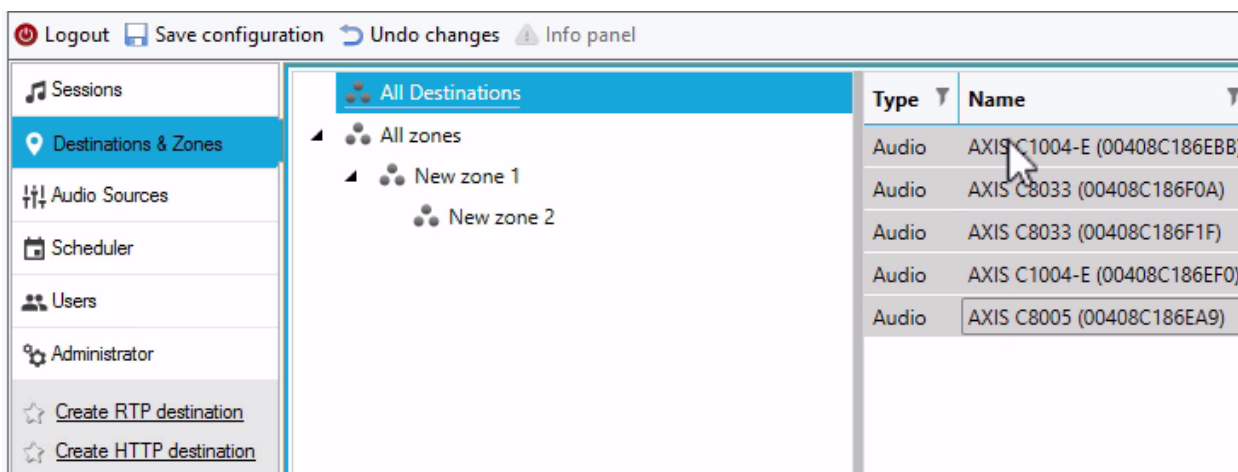 Logout Save configuration Undo changes Info panel
Sessions
Destinations & Zones
Audio Sources
Scheduler
Users
Administrator
Create RTP destination
Create HTTP destination
All Destinations
All zones
New zone 1
New zone 2
Type Name
Audio AXIS C1004-E (00408C186EBB)
Audio AXIS C8033 (00408C186F0A)
Audio AXIS C8033 (00408C186F1F)
Audio AXIS C1004-E (00408C186EF0)
Audio AXIS C8005 (00408C186EA9)